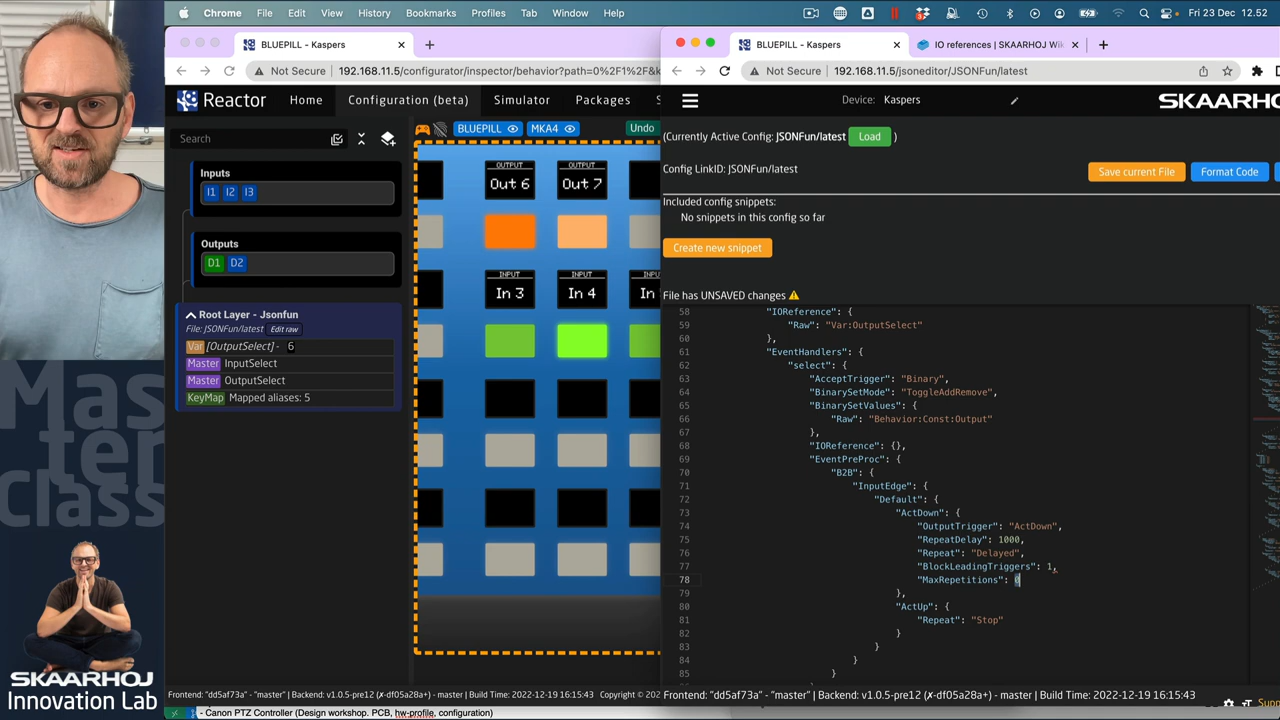 Chrome File Edit View History Bookmarks Profiles Tab Window Help
Fri 23 Dec 12.52
BLUEPILL - Kaspers
Not Secure 192.168.11.5/configurator/inspector/behavior?path=0%2F1%2F&k
Reactor Home Configuration (beta) Simulator Packages S
Search
BLUEPILL MKA4 Undo
Inputs
I1 I2 I3
Outputs
D1 D2
Root Layer - Jsonfun
File: JSONFun/latest Edit raw
Var [OutputSelect] - 6
Master InputSelect
Master OutputSelect
KeyMap Mapped aliases: 5
OUTPUT OUTPUT
Out 6 Out 7
INPUT INPUT
In 3 In 4 In
BLUEPILL - Kaspers IO references | SKAARHOJ Wik
Not Secure 192.168.11.5/jsoneditor/JSONFun/latest
Device: Kaspers SKAARHOJ
(Currently Active Config: JSONFun/latest Load )
Config LinkID: JSONFun/latest
Save current File Format Code
Included config snippets:
No snippets in this config so far
Create new snippet
File has UNSAVED changes
58 "IOReference": {
59 "Raw": "Var:OutputSelect"
60 },
61 "EventHandlers": {
62 "select": {
63 "AcceptTrigger": "Binary",
64 "BinarySetMode": "ToggleAddRemove",
65 "BinarySetValues": {
66 "Raw": "Behavior:Const:Output"
67 },
68 "IOReference": {},
69 "EventPreProc": {
70 "B2B": {
71 "InputEdge": {
72 "Default": {
73 "ActDown": {
74 "OutputTrigger": "ActDown",
75 "RepeatDelay": 1000,
76 "Repeat": "Delayed",
77 "BlockLeadingTriggers": 1,
78 "MaxRepetitions": 0
79 },
80 "ActUp": {
81 "Repeat": "Stop"
82 }
83 }
84 }
85 }
Frontend: "dd5af73a" - "master" | Backend: v1.0.5-pre12 (✗-df05a28a+) - master | Build Time: 2022-12-19 16:15:43 Copyright © 202
Frontend: "dd5af73a" - "master" | Backend: v1.0.5-pre12 (✗-df05a28a+) - master | Build Time: 2022-12-19 16:15:43
- Canon PTZ Controller (Design workshop. PCB, hw-profile, configuration)
Supp
Mas
ter
Class
SKAARHOJ
Innovation Lab